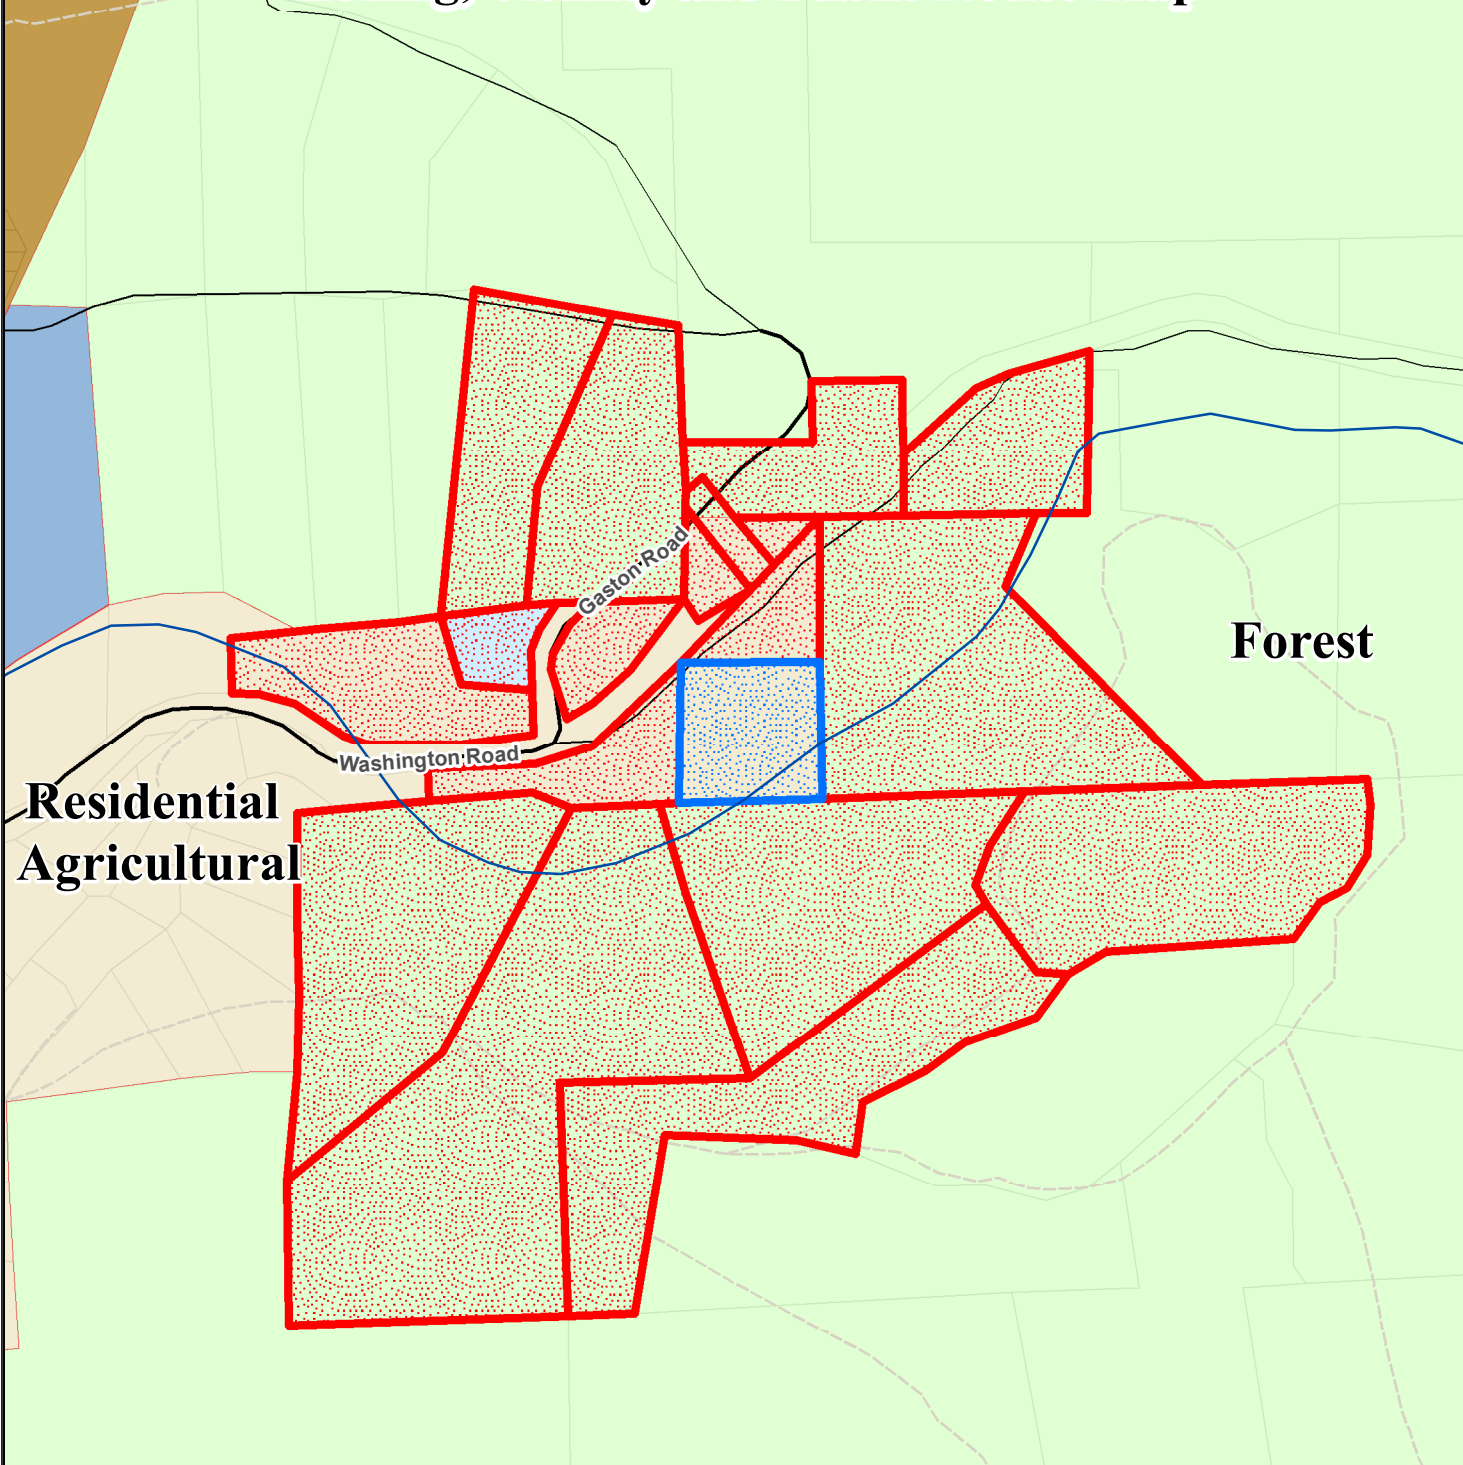 Gaston Road
Forest
Washington Road
Residential
Agricultural